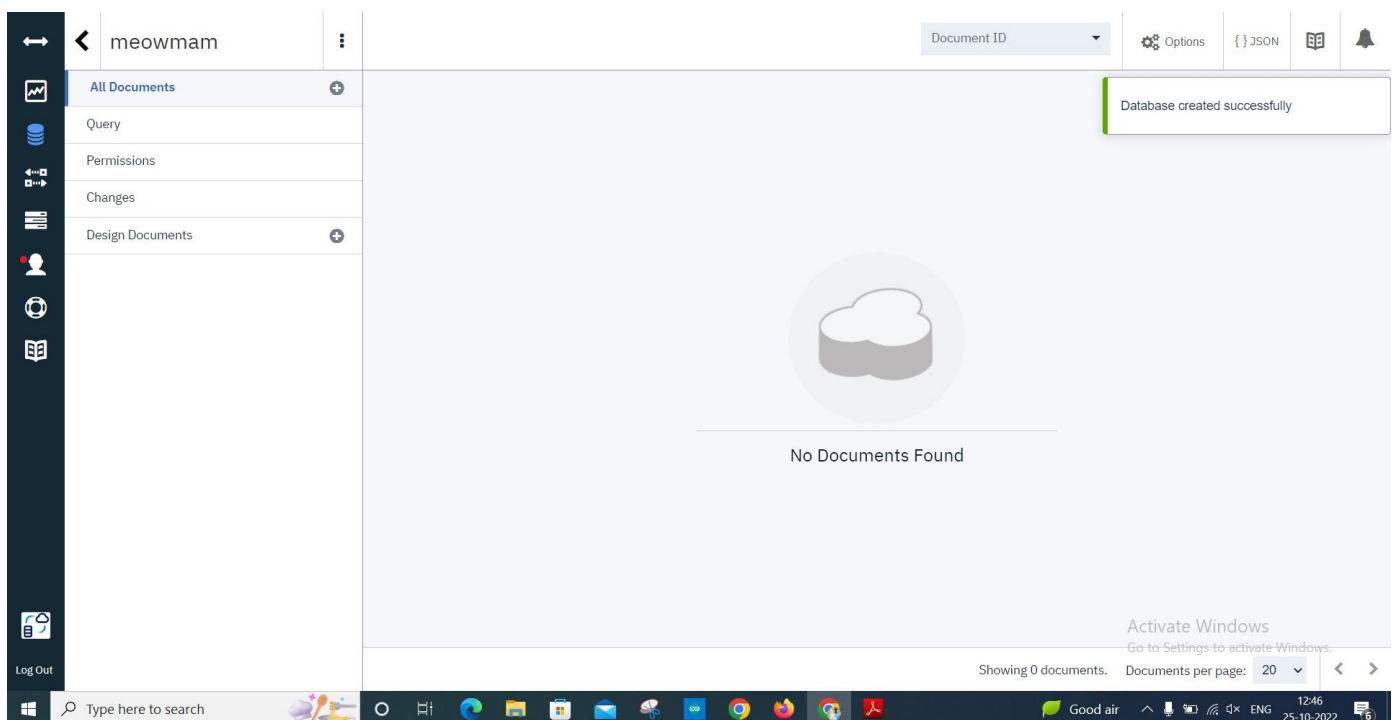 meowmam
Document ID
Options
{ } JSON
All Documents
Database created successfully
Query
Permissions
Changes
Design Documents
No Documents Found
Activate Windows
Go to Settings to activate Windows.
Showing 0 documents. Documents per page: 20
Log Out
Type here to search
Good air
ENG
12:46
25-10-2022
6